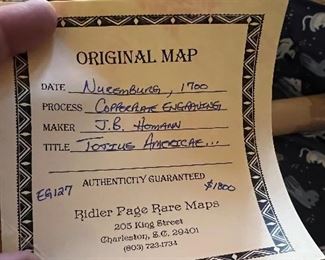 ORIGINAL MAP
DATE Nuremburg, 1700
PROCESS Copperplate Engraving
MAKER J.B. Homann
TITLE Totius Americae...
AUTHENTICITY GUARANTEED
EG127 $1800
Ridler Page Rare Maps
205 King Street
Charleston, S.C. 29401
(803) 723.1734